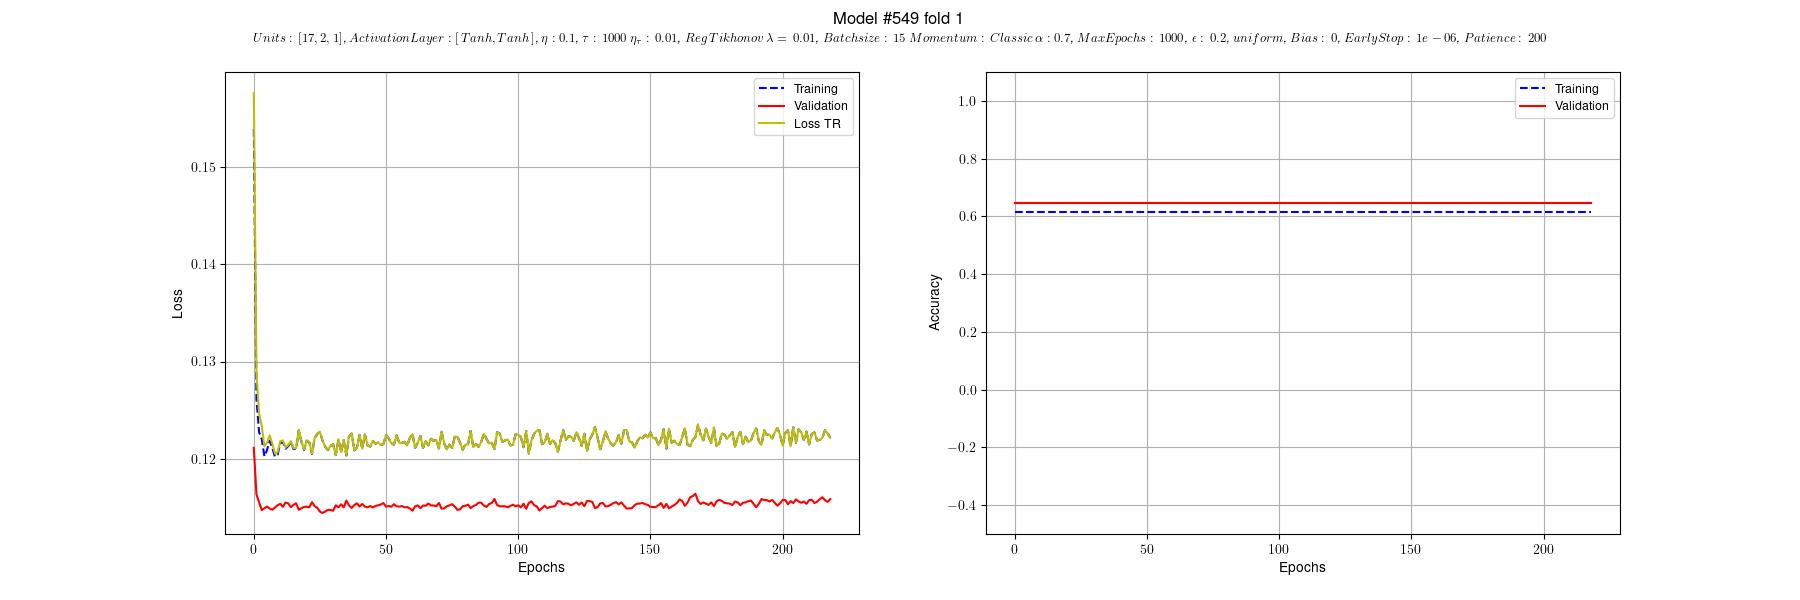 Model #549 fold 1
Units : [17, 2, 1], ActivationLayer : [ Tanh, Tanh ], η : 0.1, τ : 1000 ητ : 0.01, Reg Tikhonov λ = 0.01, Batchsize : 15 Momentum : Classic α : 0.7, MaxEpochs : 1000, ϵ : 0.2, uniform, Bias : 0, EarlyStop : 1e − 06, Patience : 200
Training
Validation
Loss TR
0.15
0.14
0.13
0.12
Loss
0
50
100
150
200
Epochs
Training
Validation
1.0
0.8
0.6
0.4
0.2
0.0
−0.2
−0.4
Accuracy
0
50
100
150
200
Epochs